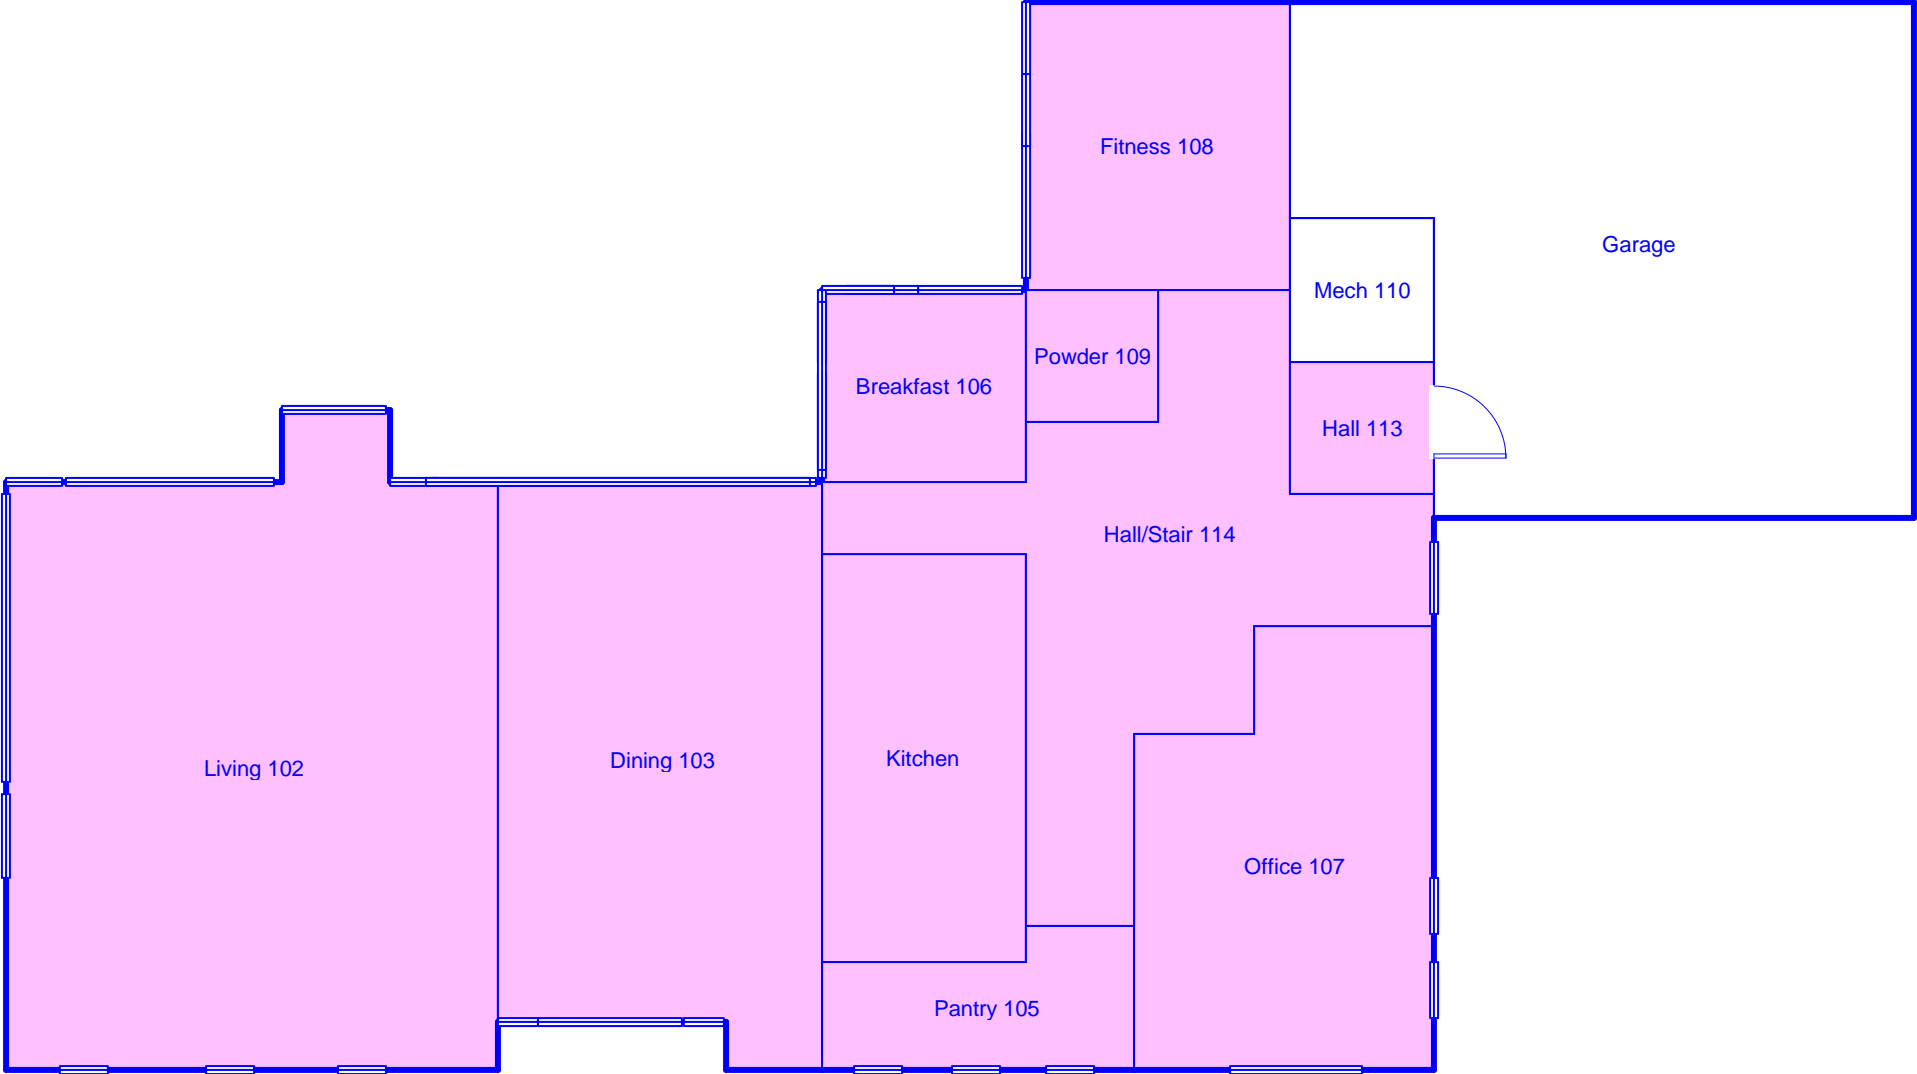 Fitness 108
Garage
Mech 110
Powder 109
Breakfast 106
Hall 113
Hall/Stair 114
Living 102
Dining 103
Kitchen
Office 107
Pantry 105